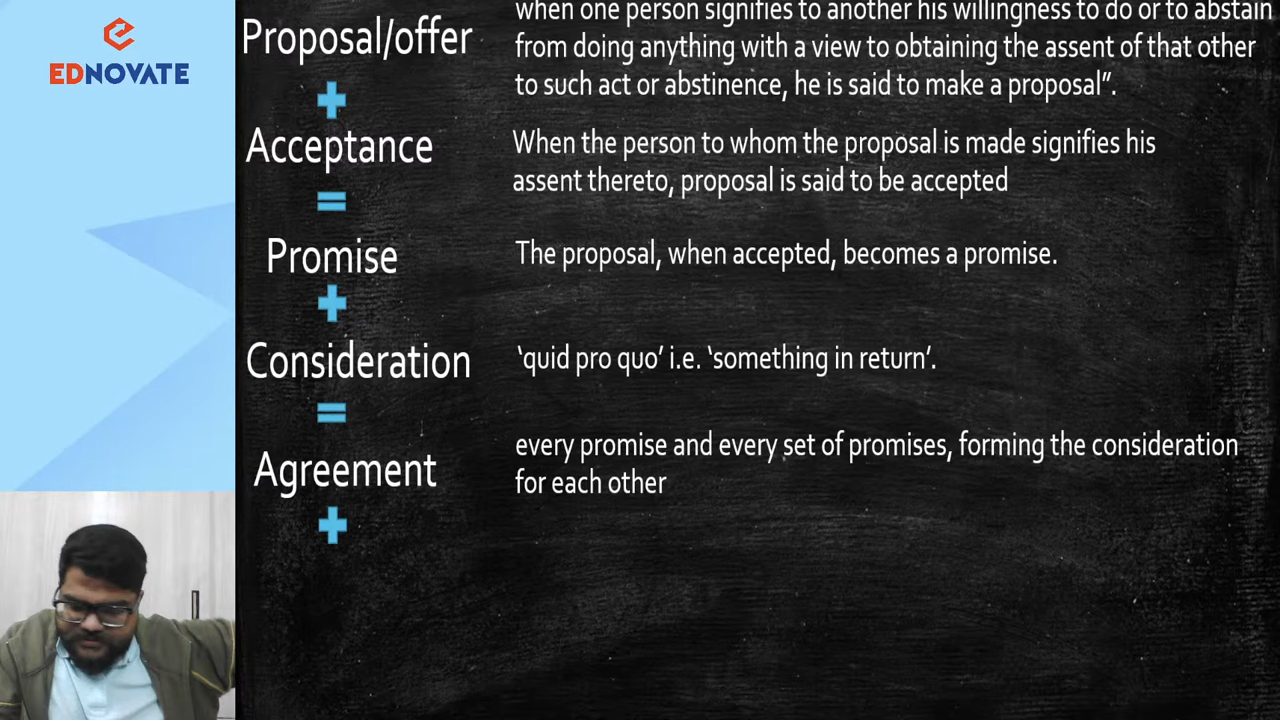 EDNOVATE
Proposal/offer
when one person signifies to another his willingness to do or to abstain
from doing anything with a view to obtaining the assent of that other
to such act or abstinence, he is said to make a proposal”.
+
Acceptance
When the person to whom the proposal is made signifies his
assent thereto, proposal is said to be accepted
=
Promise
The proposal, when accepted, becomes a promise.
+
Consideration
‘quid pro quo’ i.e. ‘something in return’.
=
Agreement
every promise and every set of promises, forming the consideration
for each other
+